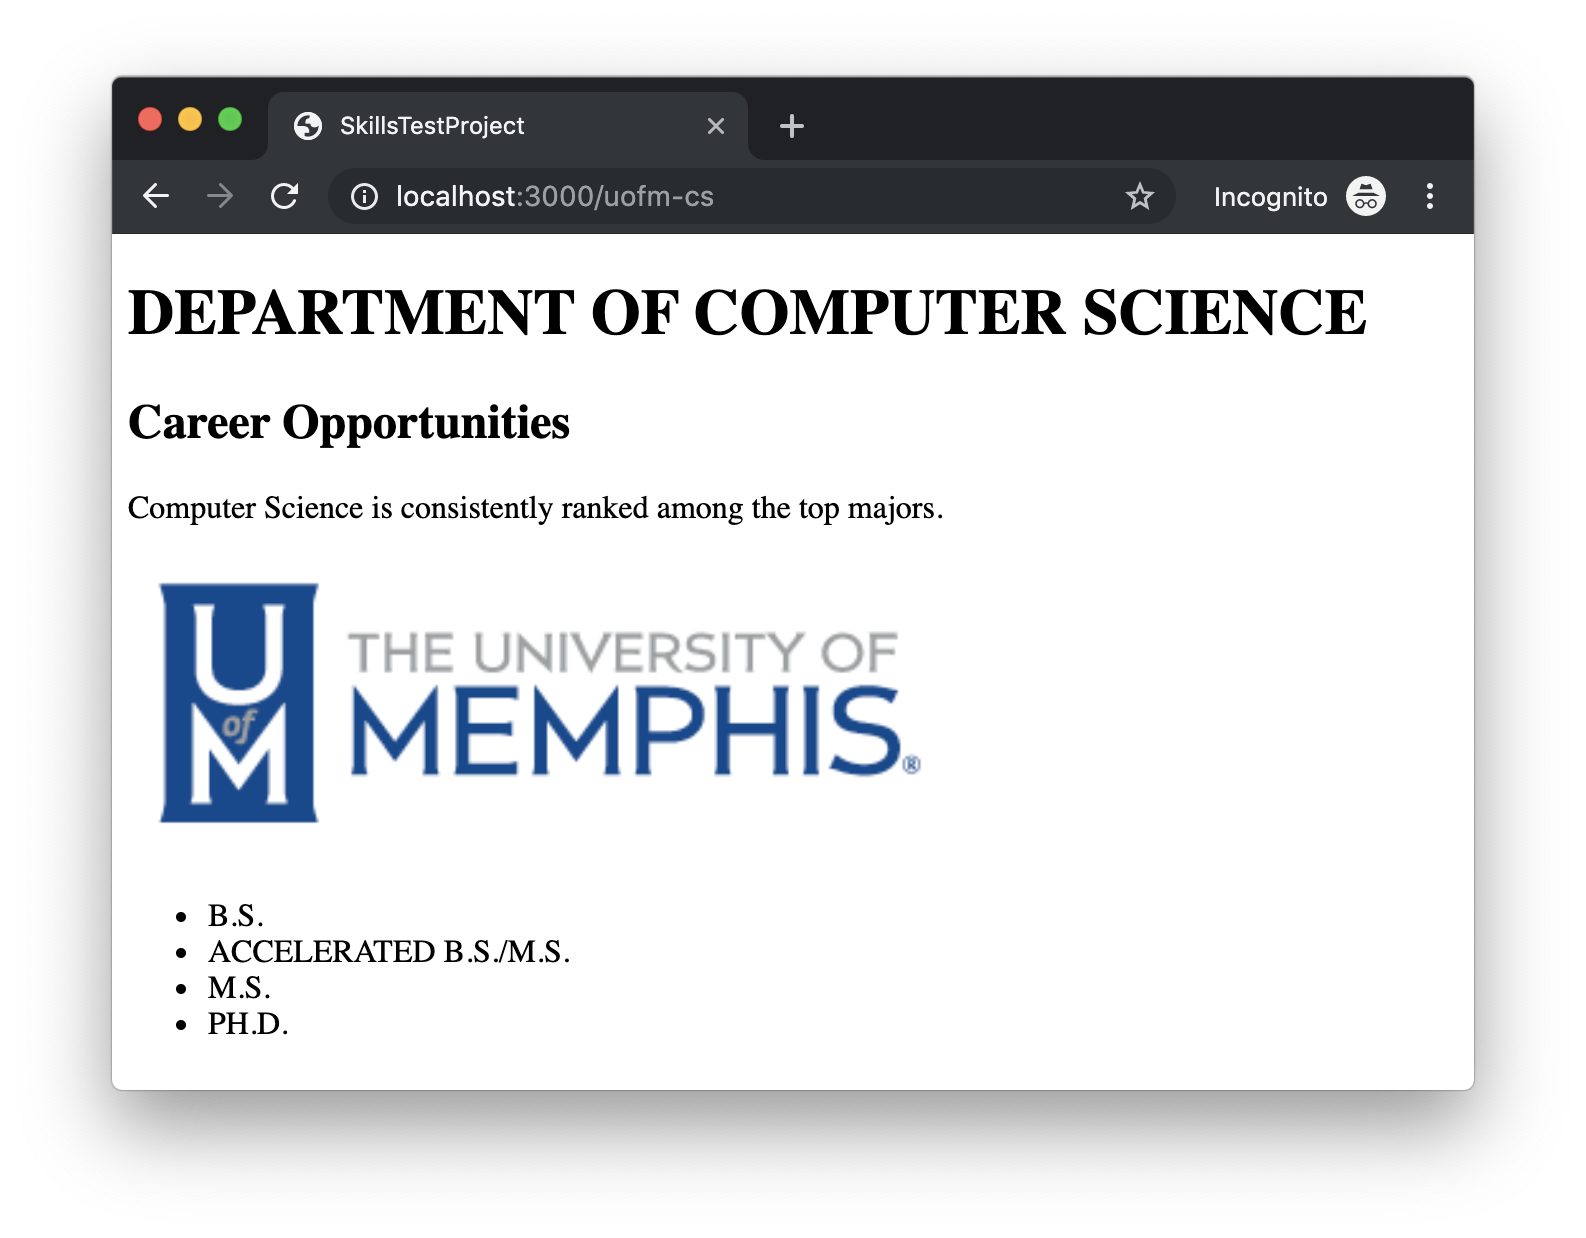 SkillsTestProject
localhost:3000/uofm-cs
Incognito
DEPARTMENT OF COMPUTER SCIENCE
Career Opportunities
Computer Science is consistently ranked among the top majors.
U
of
M
THE UNIVERSITY OF
MEMPHIS®
• B.S.
• ACCELERATED B.S./M.S.
• M.S.
• PH.D.